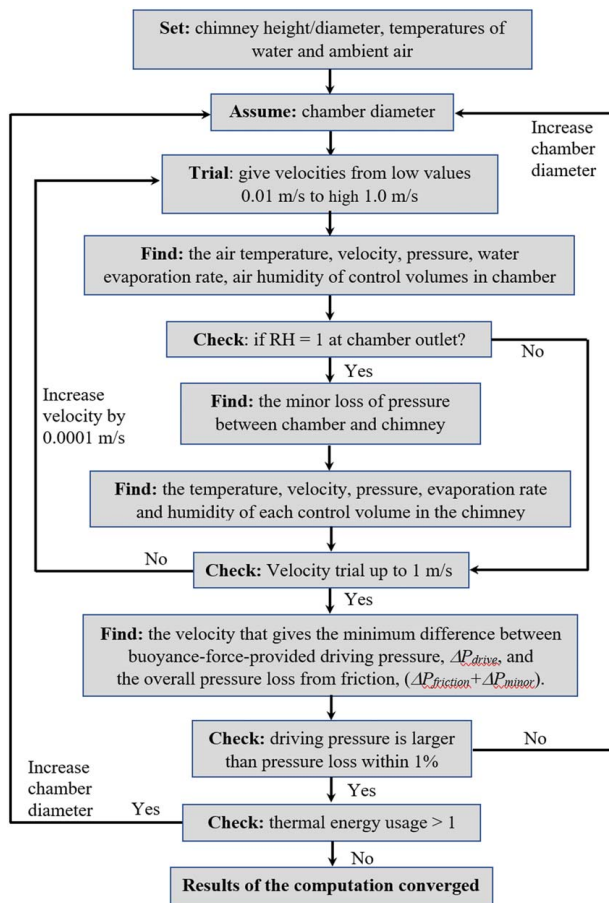 Set: chimney height/diameter, temperatures of
water and ambient air
Assume: chamber diameter
Increase
chamber
diameter
Trial: give velocities from low values
0.01 m/s to high 1.0 m/s
Find: the air temperature, velocity, pressure, water
evaporation rate, air humidity of control volumes in chamber
Check: if RH = 1 at chamber outlet?
No
Yes
Increase
velocity by
0.0001 m/s
Find: the minor loss of pressure
between chamber and chimney
Find: the temperature, velocity, pressure, evaporation rate
and humidity of each control volume in the chimney
No
Check: Velocity trial up to 1 m/s
Yes
Find: the velocity that gives the minimum difference between
buoyance-force-provided driving pressure, ΔPdrive, and
the overall pressure loss from friction, (ΔPfriction+ΔPminor).
Check: driving pressure is larger
than pressure loss within 1%
No
Increase
chamber
diameter
Yes
Yes
Check: thermal energy usage > 1
No
Results of the computation converged